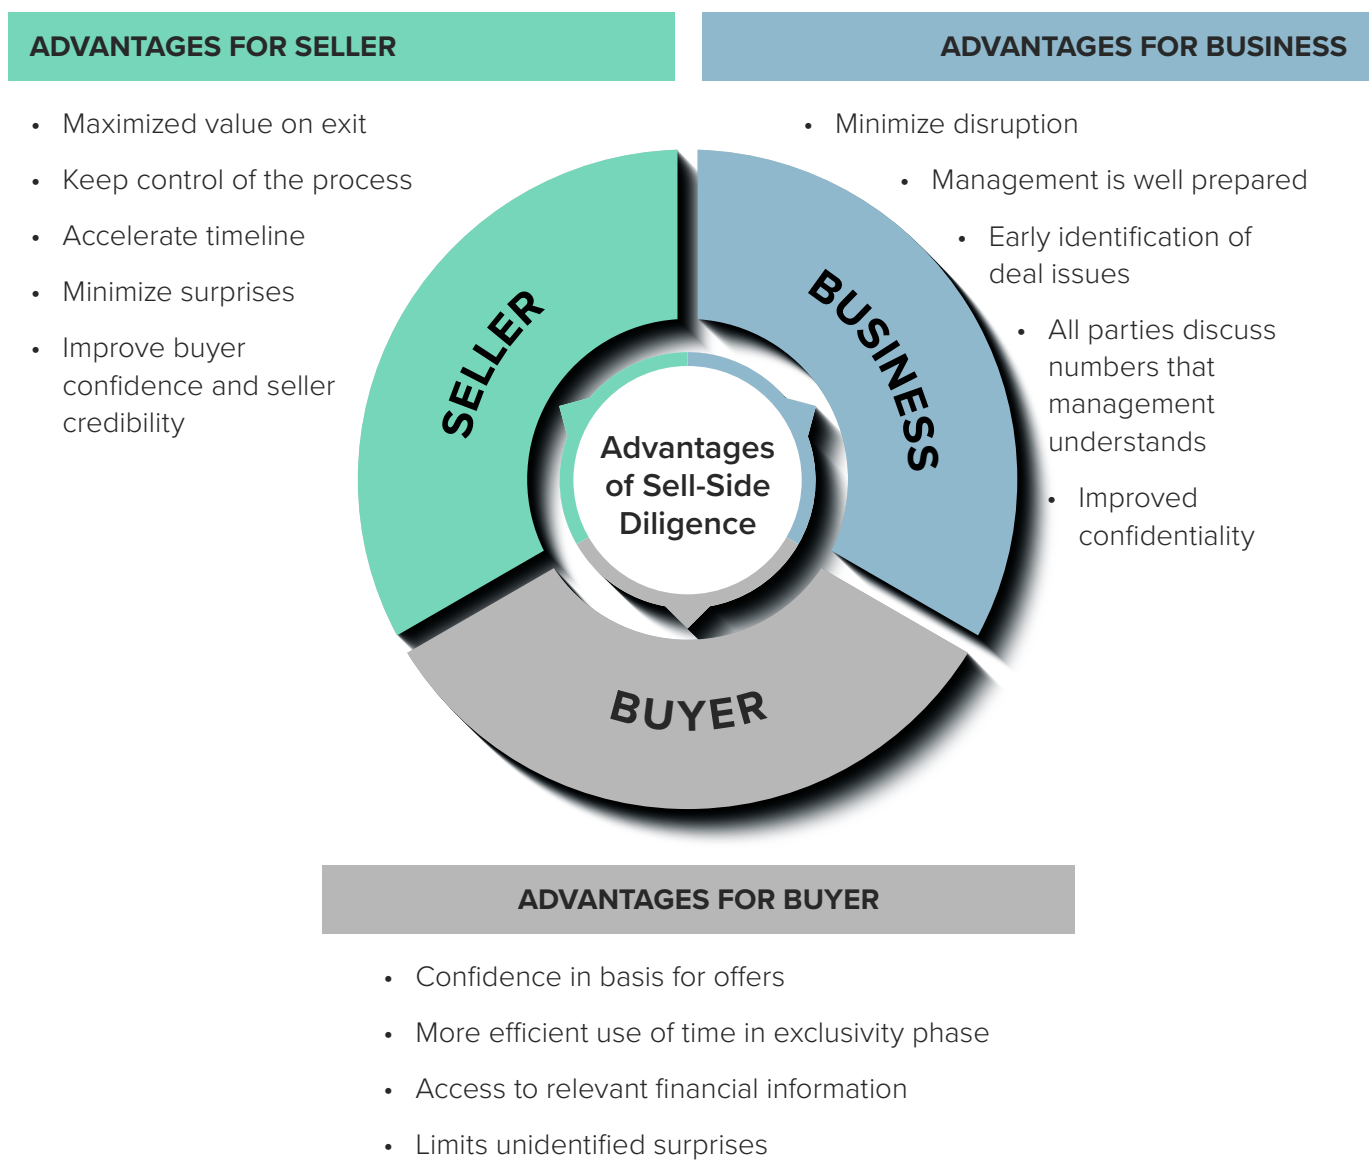 ADVANTAGES FOR SELLER
• Maximized value on exit
• Keep control of the process
• Accelerate timeline
• Minimize surprises
• Improve buyer
confidence and seller
credibility
ADVANTAGES FOR BUSINESS
• Minimize disruption
• Management is well prepared
• Early identification of
deal issues
• All parties discuss
numbers that
management
understands
• Improved
confidentiality
SELLER
BUSINESS
Advantages
of Sell-Side
Diligence
BUYER
ADVANTAGES FOR BUYER
• Confidence in basis for offers
• More efficient use of time in exclusivity phase
• Access to relevant financial information
• Limits unidentified surprises